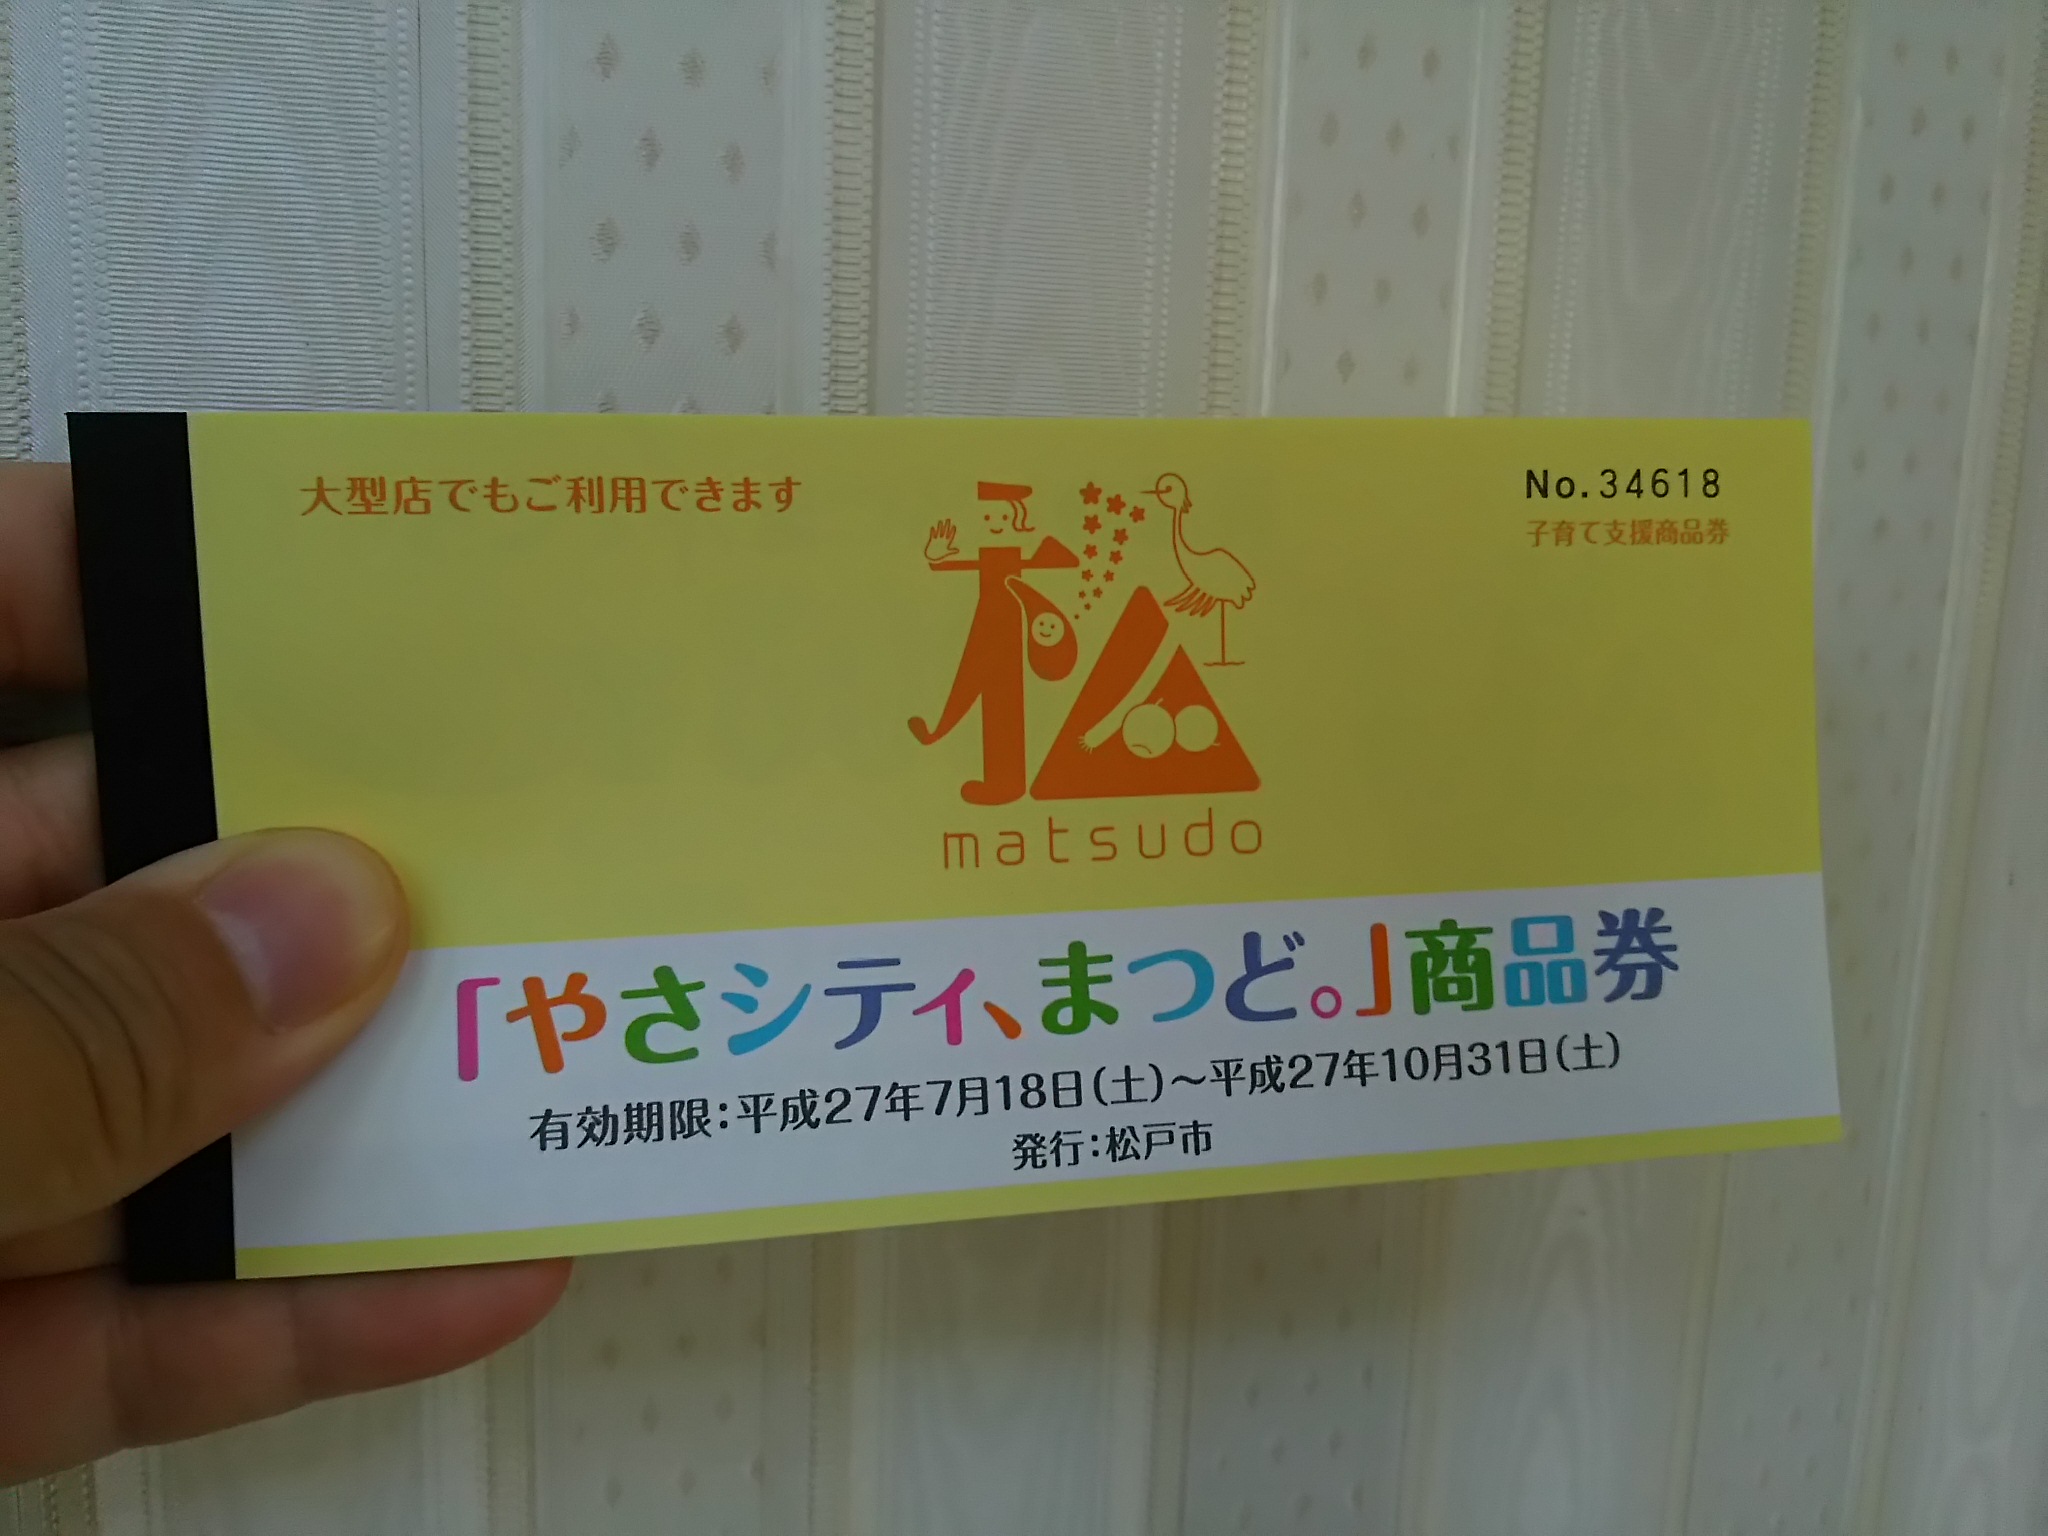 大型店でもご利用できます
No.34618
子育て支援商品券
松
matsudo
「やさシティ、まつど。」商品券
有効期限：平成27年7月18日（土）～平成27年10月31日（土）
発行：松戸市